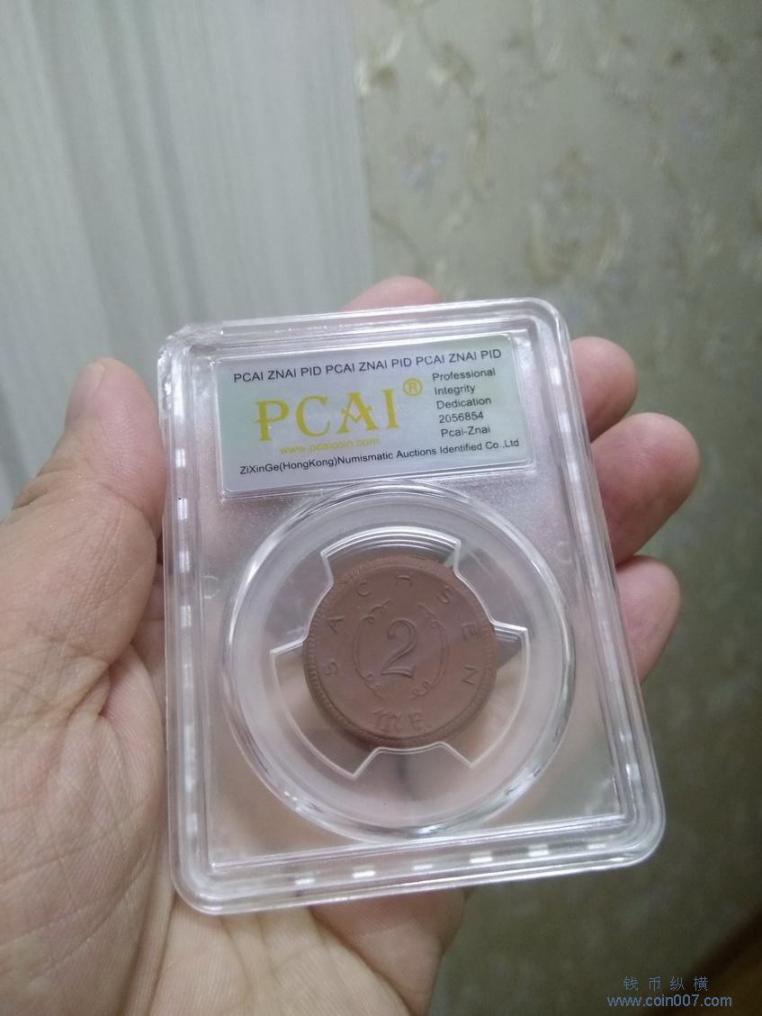 PCAI ZNAI PID PCAI ZNAI PID PCAI ZNAI PID
PCAI®
www.pcaicoin.com
Professional
Integrity
Dedication
2056854
Pcai-Znai
ZiXinGe(HongKong)Numismatic Auctions Identified Co.,Ltd
SACHSEN
2
钱币纵横
www.coin007.com